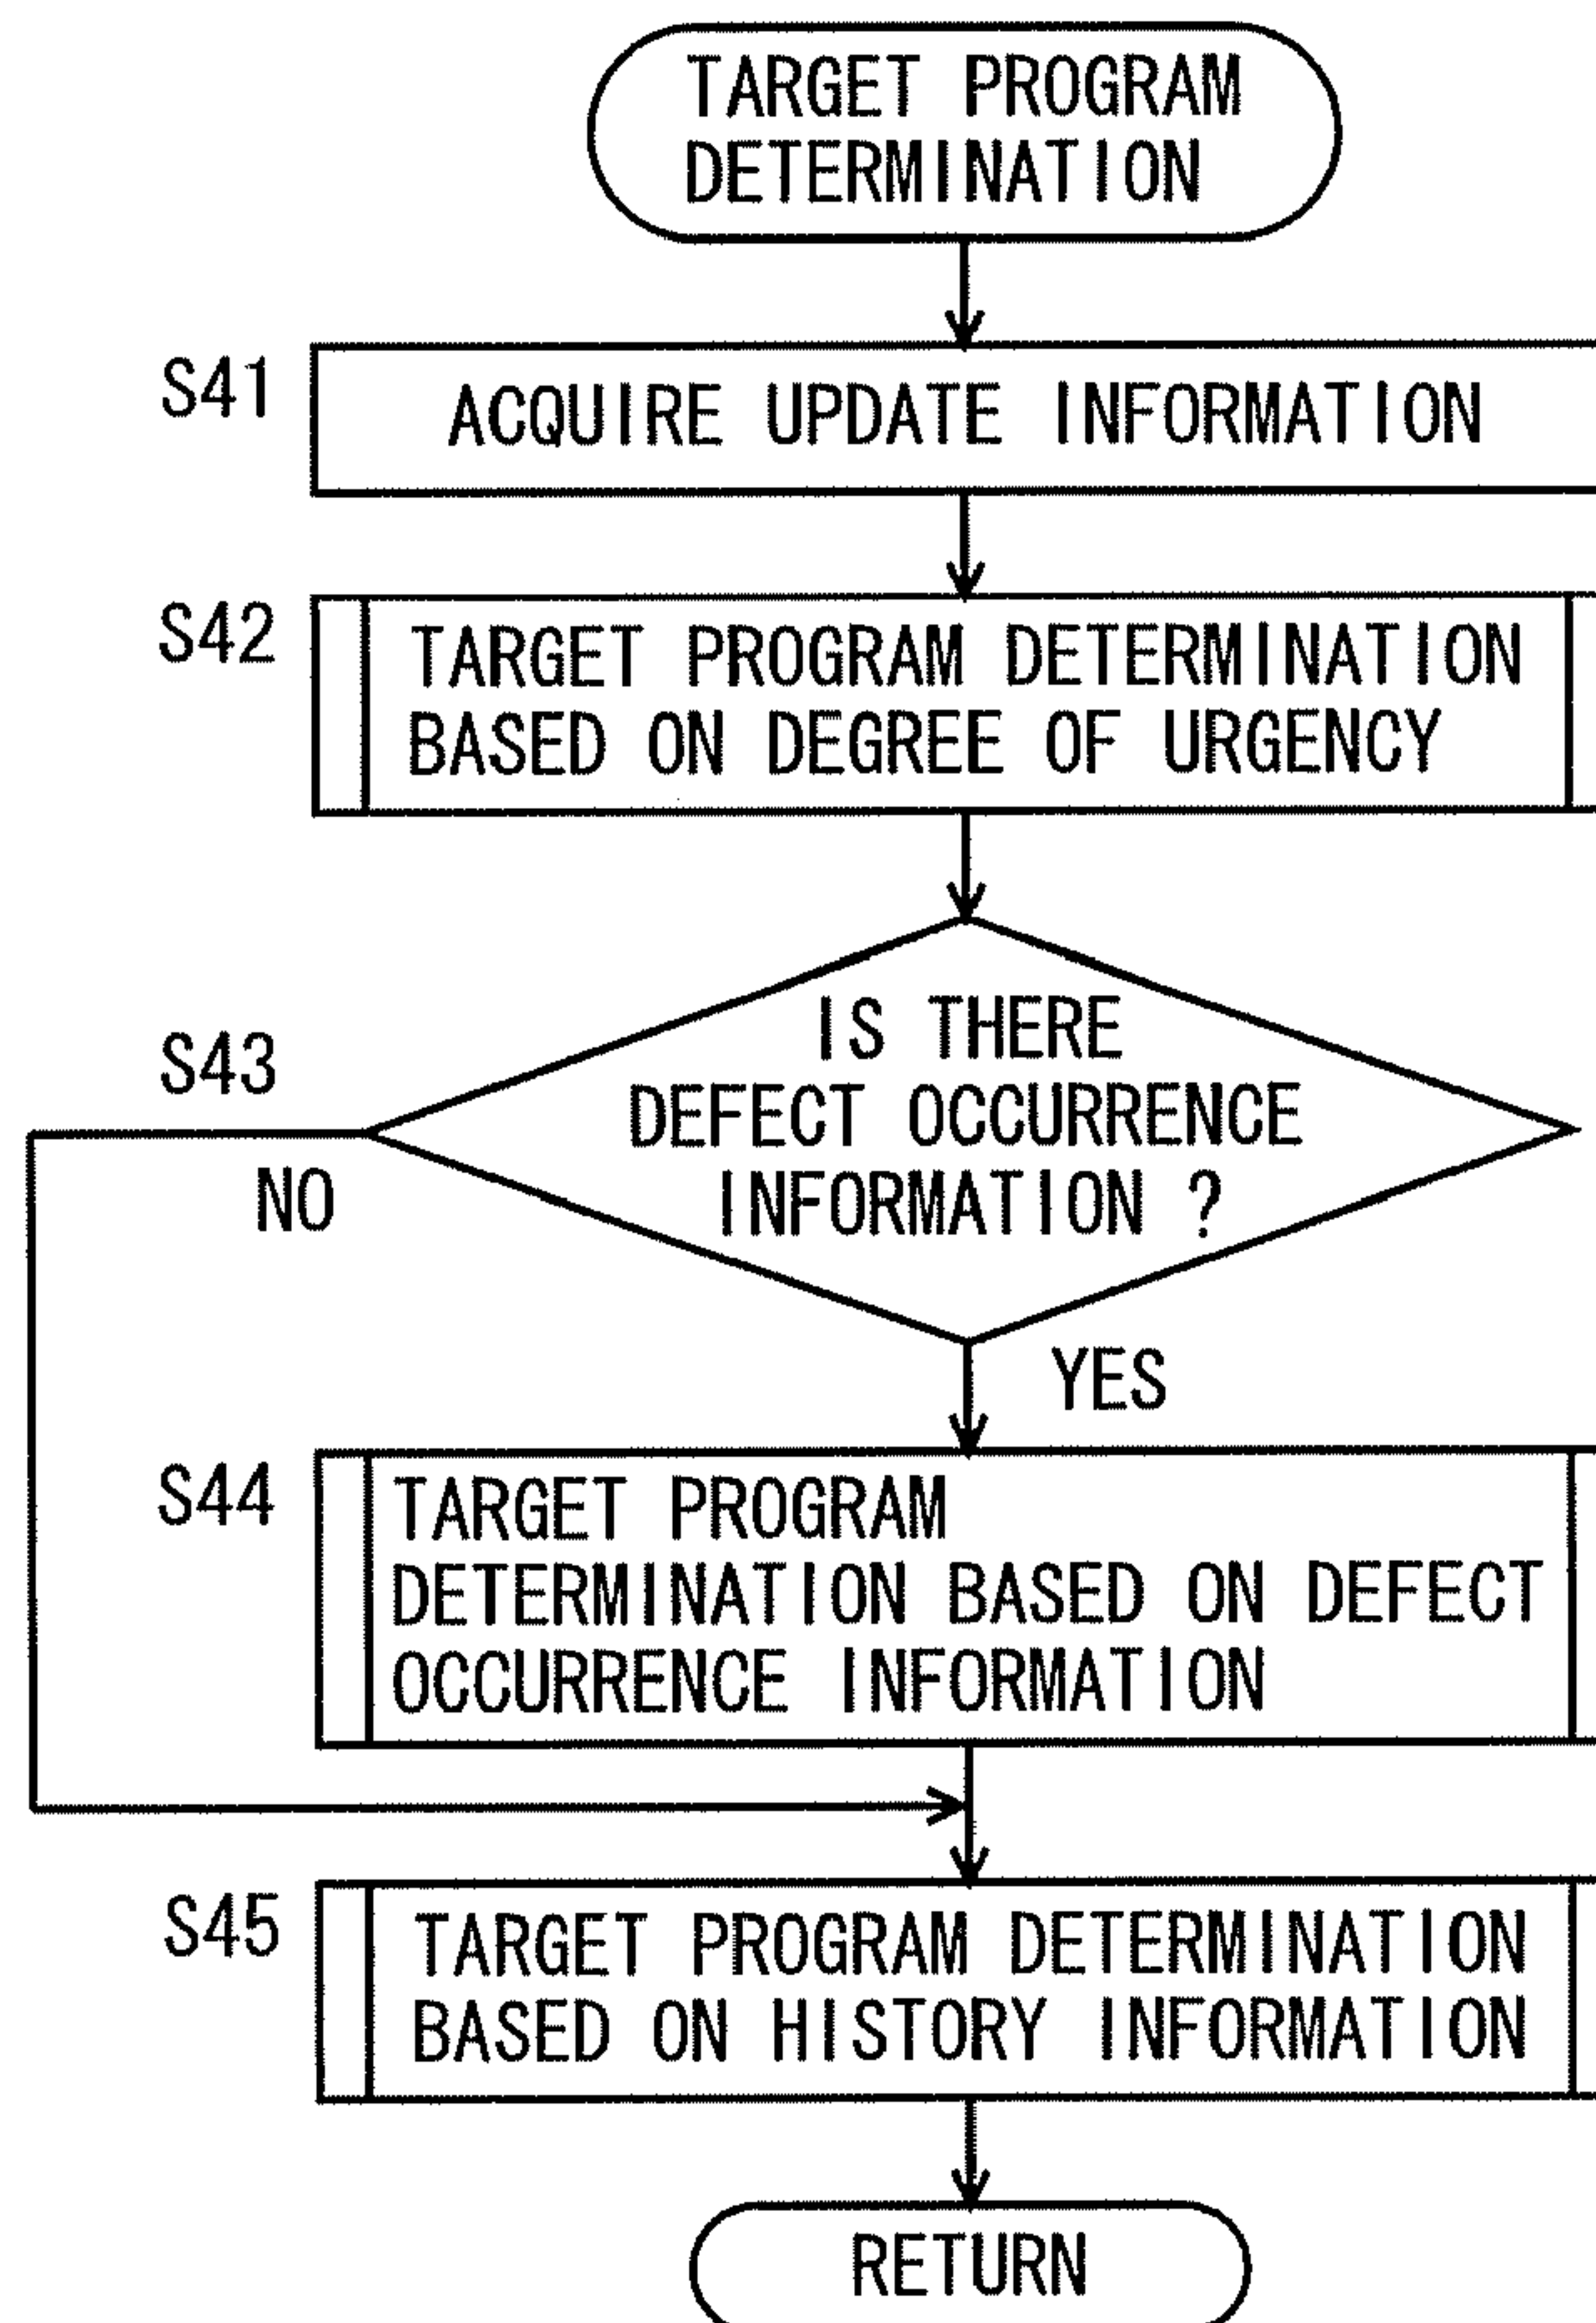 TARGET PROGRAM
DETERMINATION
S41
ACQUIRE UPDATE INFORMATION
S42
TARGET PROGRAM DETERMINATION
BASED ON DEGREE OF URGENCY
S43
IS THERE
DEFECT OCCURRENCE
INFORMATION ?
NO
YES
S44
TARGET PROGRAM
DETERMINATION BASED ON DEFECT
OCCURRENCE INFORMATION
S45
TARGET PROGRAM DETERMINATION
BASED ON HISTORY INFORMATION
RETURN